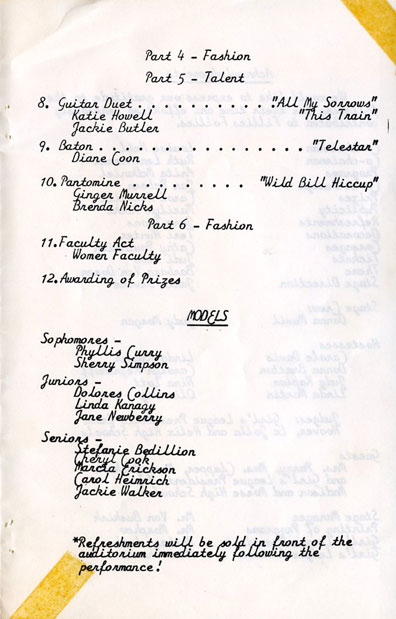 Part 4 - Fashion
Part 5 - Talent
8. Guitar Duet . . . . . . . . . . ."All My Sorrows"
Katie Howell "This Train"
Jackie Butler
9. Baton . . . . . . . . . . . . . . . . "Telestar"
Diane Coon
10. Pantomine . . . . . . . . . "Wild Bill Hiccup"
Ginger Murrell
Brenda Nicks
Part 6 - Fashion
11. Faculty Act
Women Faculty
12. Awarding of Prizes
MODELS
Sophomores -
Phyllis Curry
Sherry Simpson
Juniors -
Dolores Collins
Linda Kanagy
Jane Newberry
Seniors -
Stefanie Bedillion
Cheryl Cook
Marcia Erickson
Carol Heimrich
Jackie Walker
*Refreshments will be sold in front of the
auditorium immediately following the
performance!